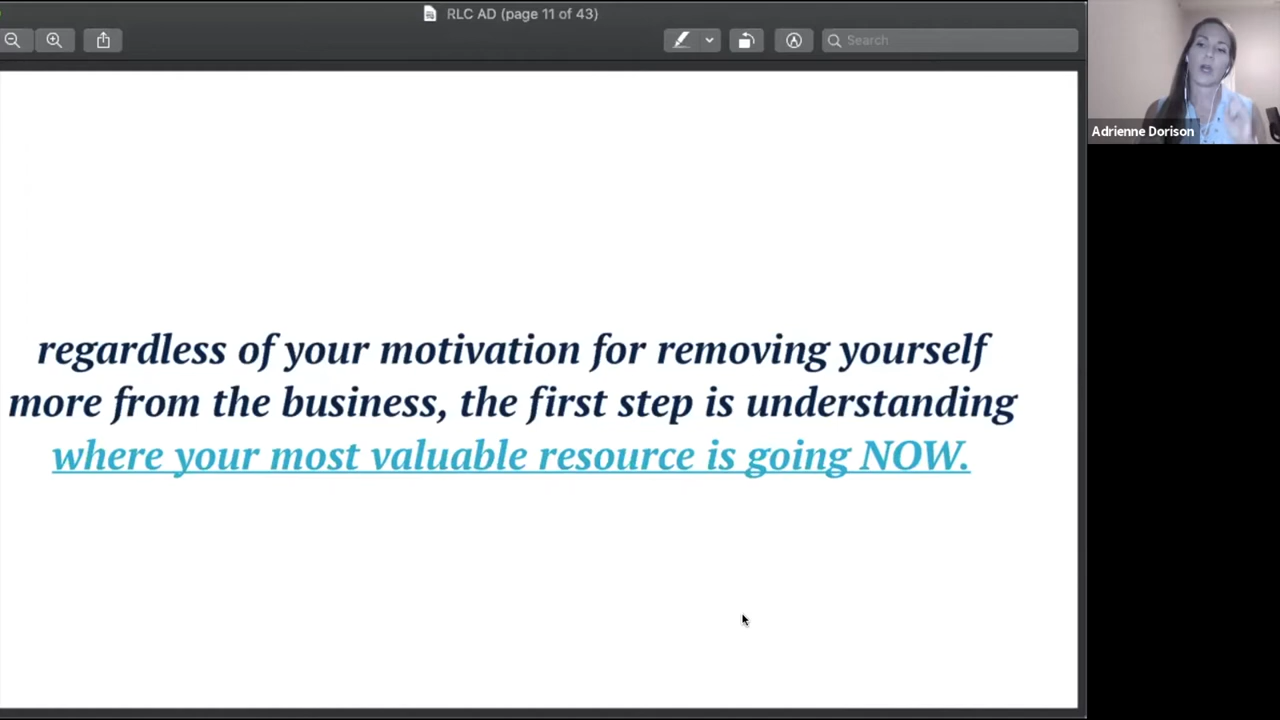 RLC AD (page 11 of 43)
Search
Adrienne Dorison
regardless of your motivation for removing yourself
more from the business, the first step is understanding
where your most valuable resource is going NOW.